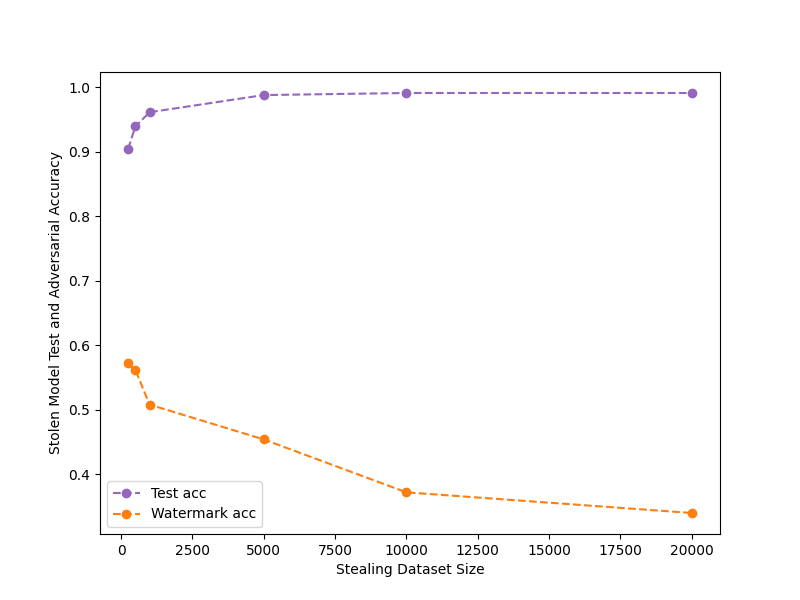 1.0
0.9
0.8
0.7
0.6
0.5
0.4
Stolen Model Test and Adversarial Accuracy
Test acc
Watermark acc
0 2500 5000 7500 10000 12500 15000 17500 20000
Stealing Dataset Size